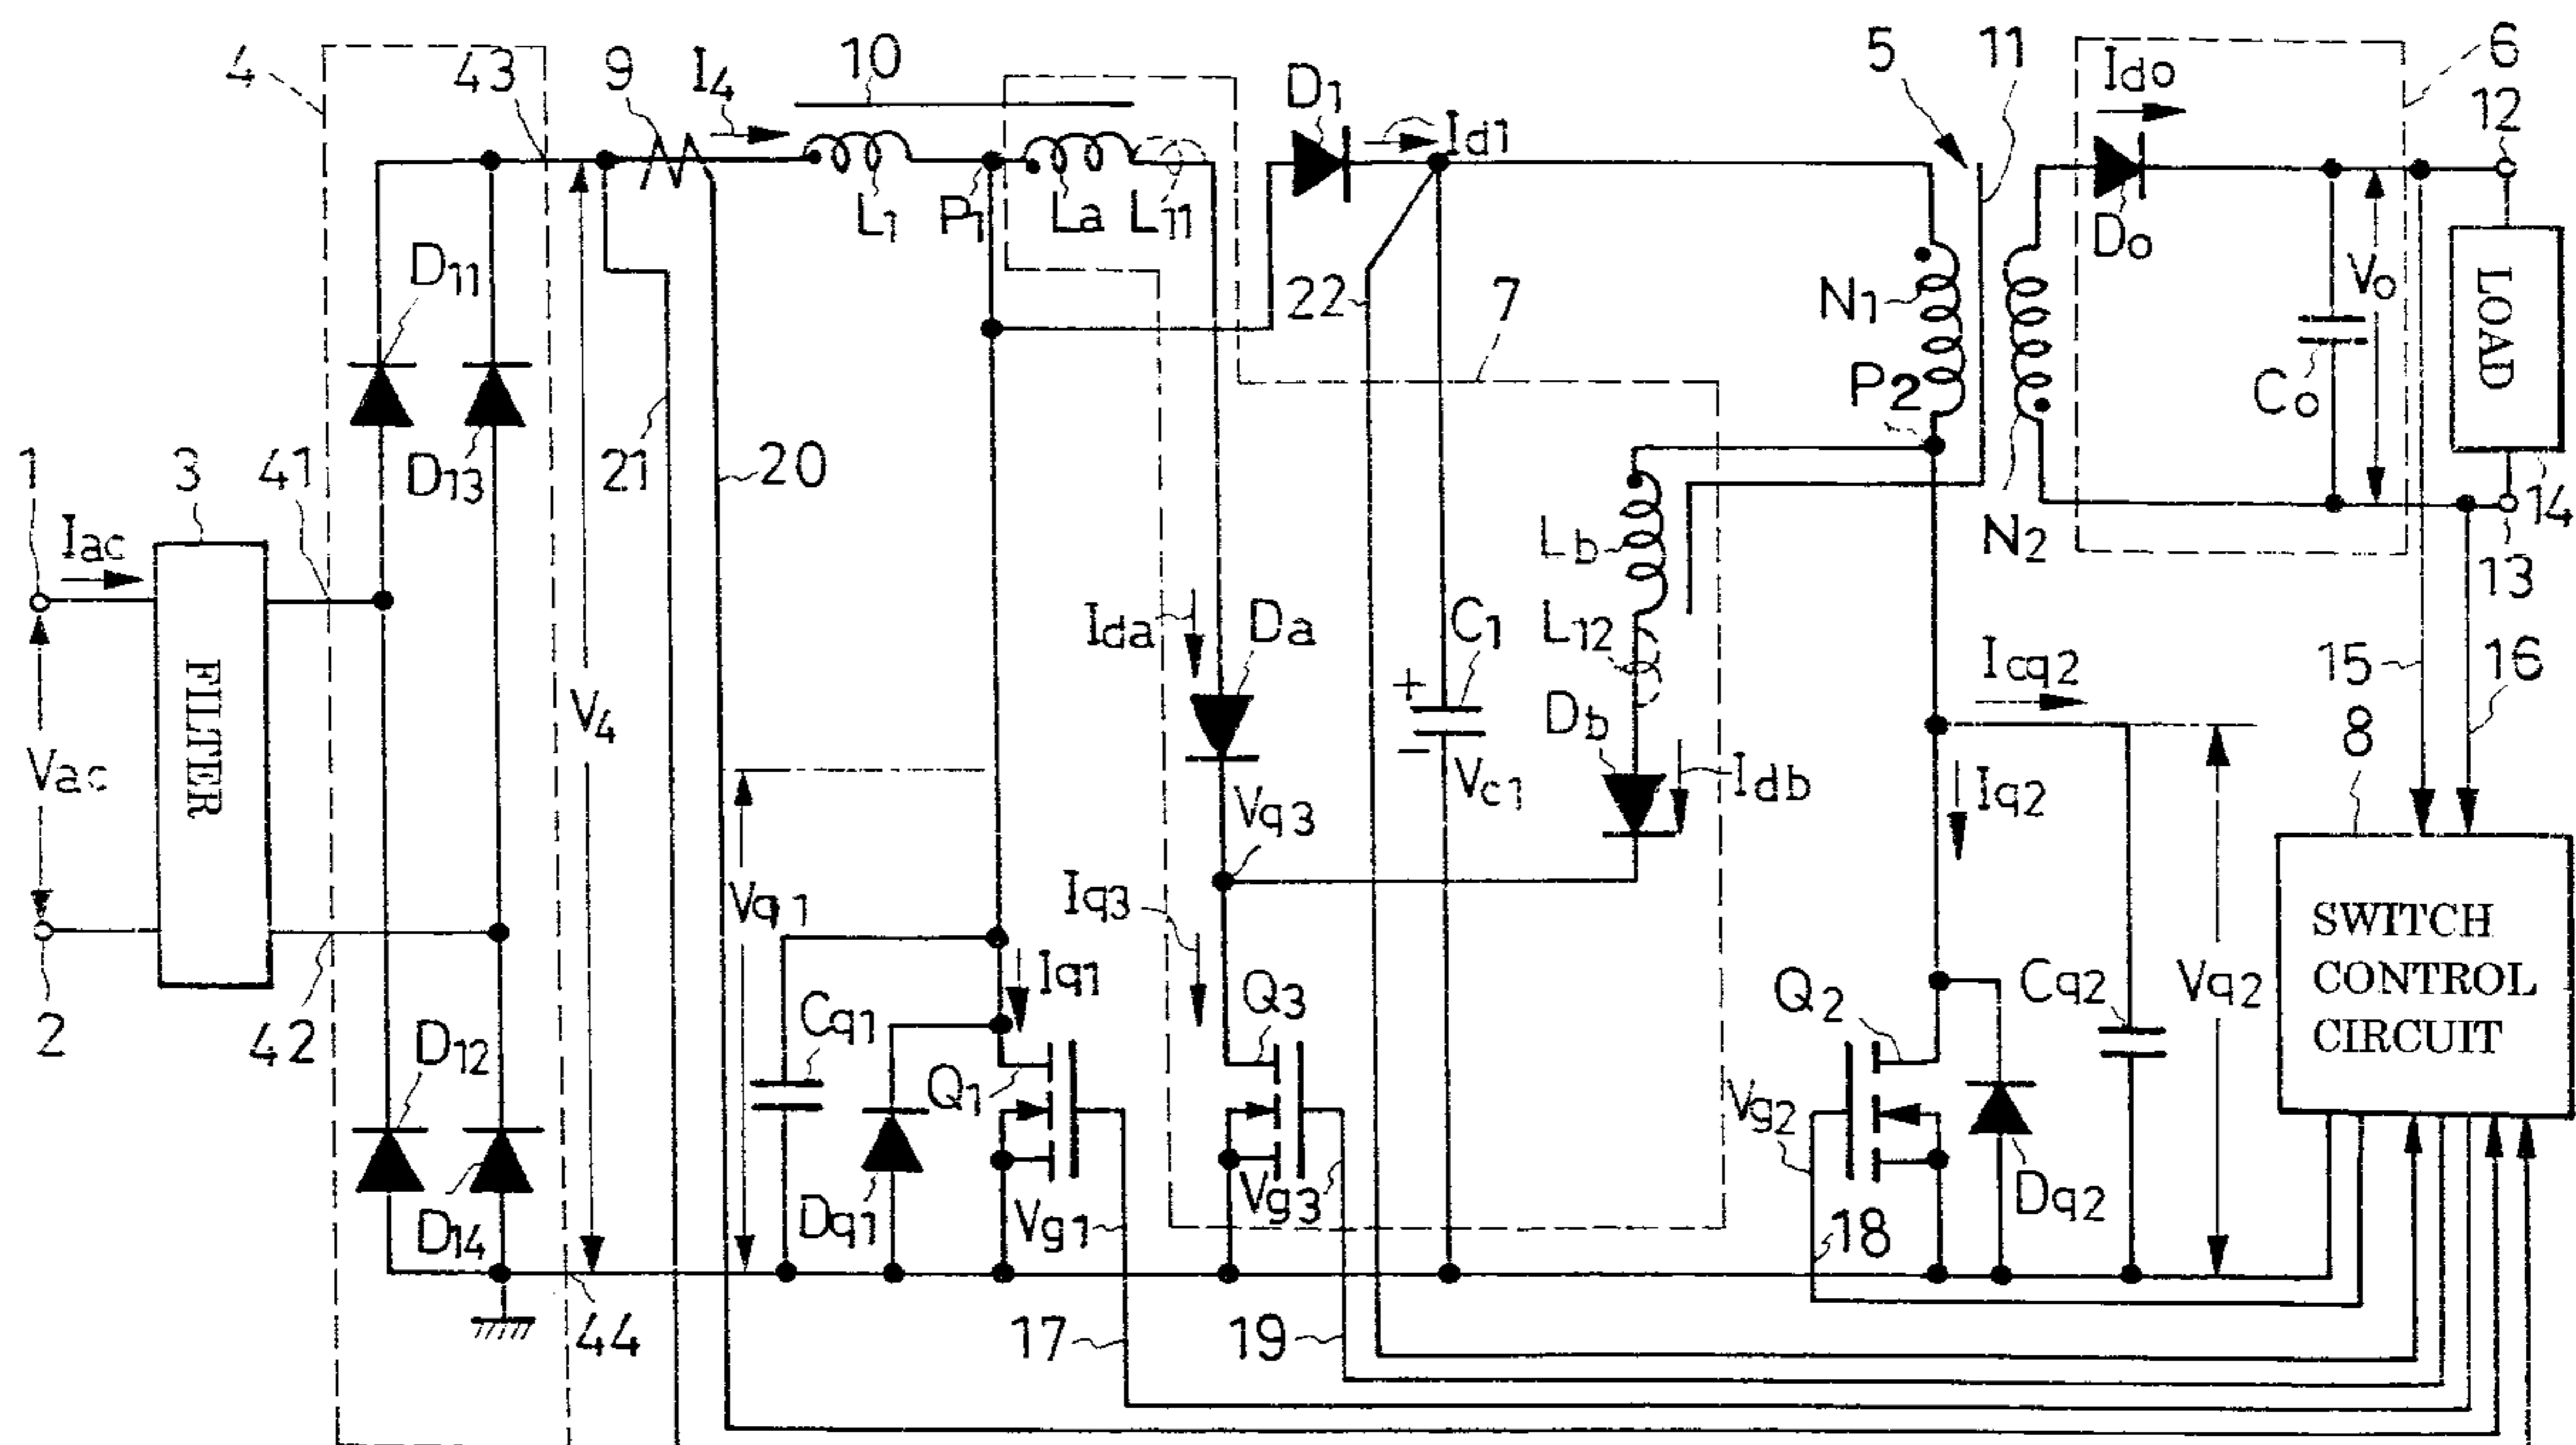 4
43
9
I4
10
D1
Id1
5
11
Ido
6
12
L1
P1
La
L11
Do
Vo
LOAD
D11
22
7
N1
P2
Co
D13
21
20
1
3
41
Iac
Lb
N2
14
13
FILTER
Ida
Da
C1
L12
Icq2
15
16
V4
+
−
Db
8
Vac
Vq3
Vc1
Idb
Iq2
Vq1
Iq3
SWITCH
CONTROL
CIRCUIT
Iq1
Q3
Q2
Cq2
Vq2
2
42
D12
Cq1
Q1
Vg2
D14
Dq1
Vg1
Vg3
18
Dq2
44
17
19